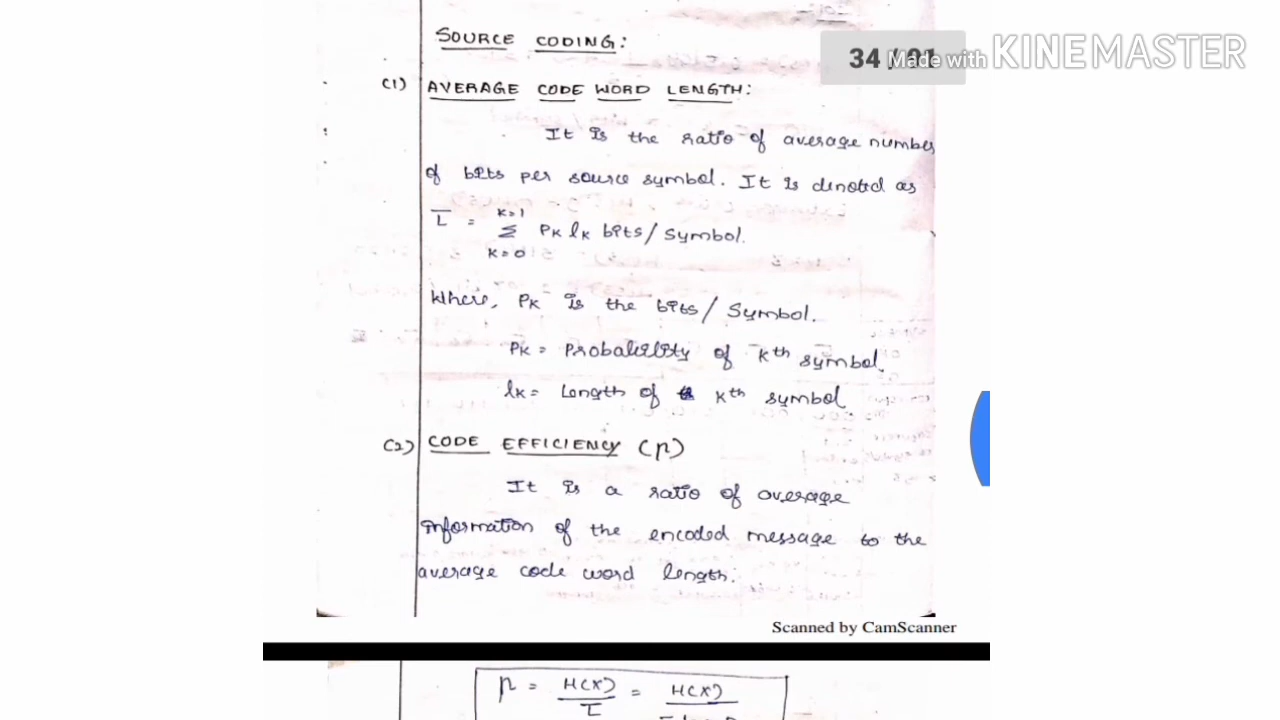 SOURCE CODING:
34 / 91
Made with KINEMASTER
(1) AVERAGE CODE WORD LENGTH:
It is the ratio of average number
of bits per source symbol. It is denoted as
L̅ = K=1 Σ K=0 PK lK bits/symbol.
Where, PK is the bits/symbol.
PK = Probability of Kth symbol.
lK = Length of Kth symbol
(2) CODE EFFICIENCY (η)
It is a ratio of average
information of the encoded message to the
average code word length.
Scanned by CamScanner
η = H(X) / L̅ = H(X)